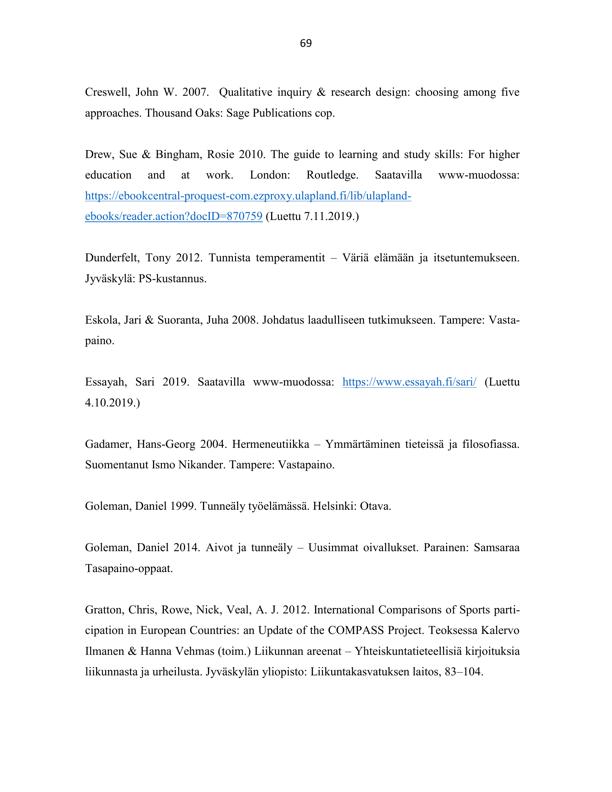 69
Creswell, John W. 2007. Qualitative inquiry & research design: choosing among five
approaches. Thousand Oaks: Sage Publications cop.
Drew, Sue & Bingham, Rosie 2010. The guide to learning and study skills: For higher
education and at work. London: Routledge. Saatavilla www-muodossa:
https://ebookcentral-proquest-com.ezproxy.ulapland.fi/lib/ulapland-
ebooks/reader.action?docID=870759 (Luettu 7.11.2019.)
Dunderfelt, Tony 2012. Tunnista temperamentit – Väriä elämään ja itsetuntemukseen.
Jyväskylä: PS-kustannus.
Eskola, Jari & Suoranta, Juha 2008. Johdatus laadulliseen tutkimukseen. Tampere: Vasta-
paino.
Essayah, Sari 2019. Saatavilla www-muodossa: https://www.essayah.fi/sari/ (Luettu
4.10.2019.)
Gadamer, Hans-Georg 2004. Hermeneutiikka – Ymmärtäminen tieteissä ja filosofiassa.
Suomentanut Ismo Nikander. Tampere: Vastapaino.
Goleman, Daniel 1999. Tunneäly työelämässä. Helsinki: Otava.
Goleman, Daniel 2014. Aivot ja tunneäly – Uusimmat oivallukset. Parainen: Samsaraa
Tasapaino-oppaat.
Gratton, Chris, Rowe, Nick, Veal, A. J. 2012. International Comparisons of Sports parti-
cipation in European Countries: an Update of the COMPASS Project. Teoksessa Kalervo
Ilmanen & Hanna Vehmas (toim.) Liikunnan areenat – Yhteiskuntatieteellisiä kirjoituksia
liikunnasta ja urheilusta. Jyväskylän yliopisto: Liikuntakasvatuksen laitos, 83–104.